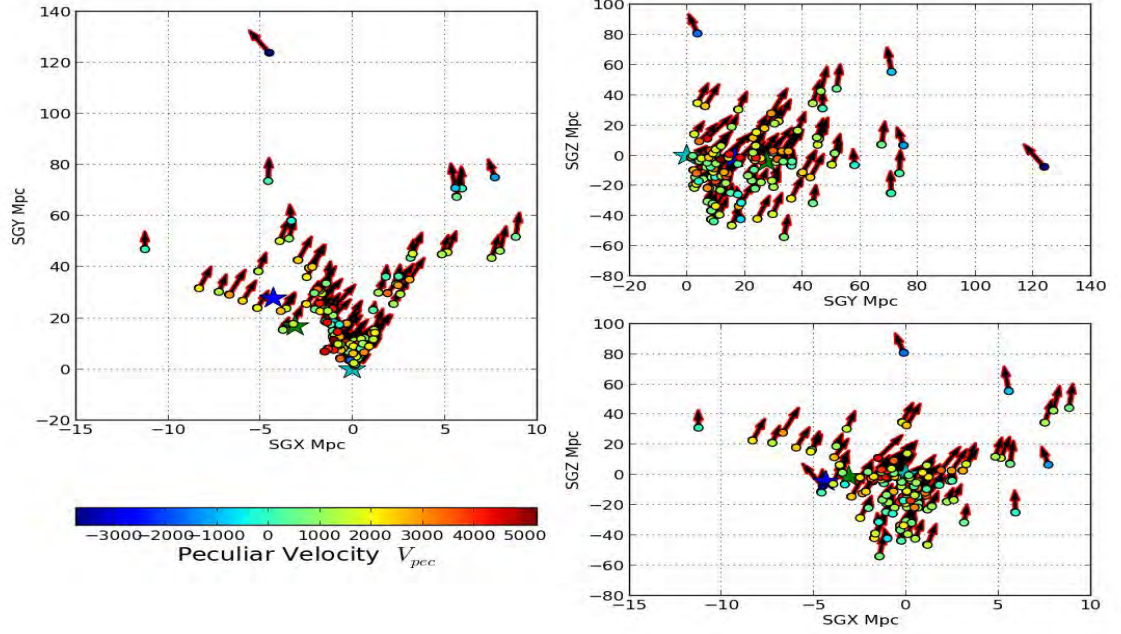 140
120
100
80
60
40
20
0
−20
SGY Mpc
−15 −10 −5 0 5 10
SGX Mpc
−3000 −2000 −1000 0 1000 2000 3000 4000 5000
Peculiar Velocity V_pec
100
80
60
40
20
0
−20
−40
−60
−80
SGZ Mpc
−20 0 20 40 60 80 100 120 140
SGY Mpc
100
80
60
40
20
0
−20
−40
−60
−80
SGZ Mpc
−15 −10 −5 0 5 10
SGX Mpc